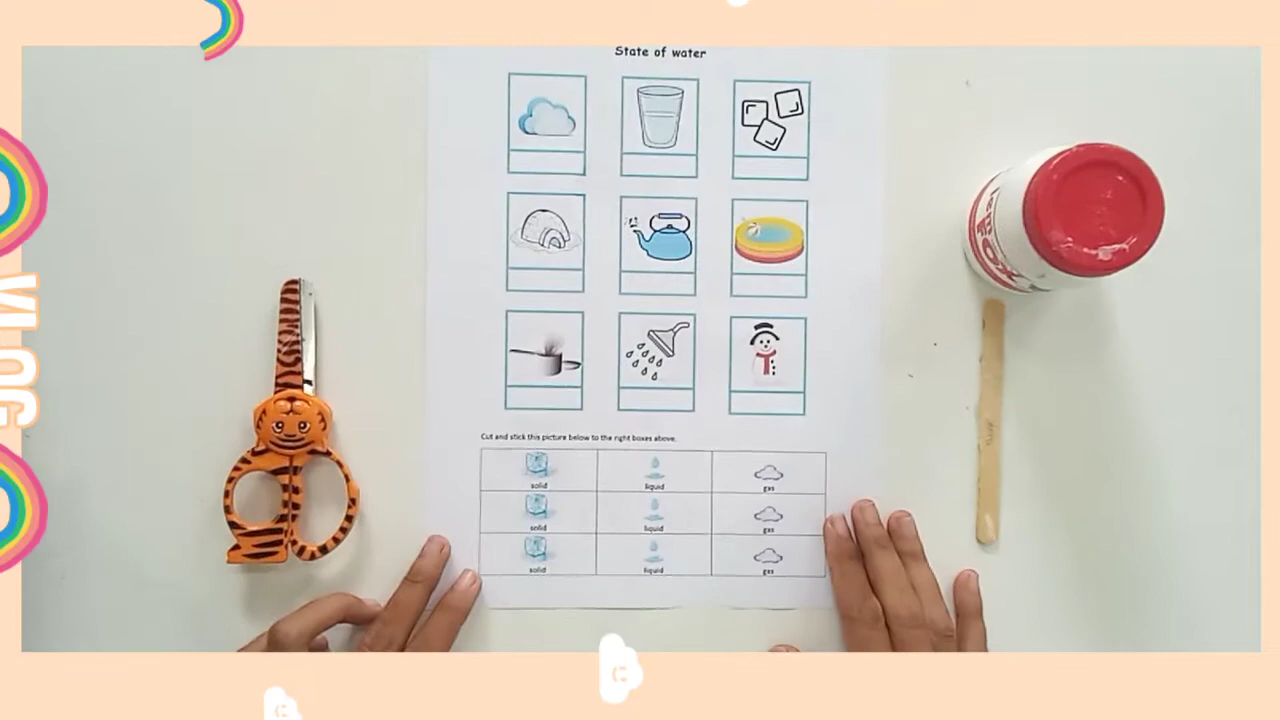 State of water
Cut and stick this picture below to the right boxes above.
solid liquid gas
solid liquid gas
solid liquid gas
VLOG